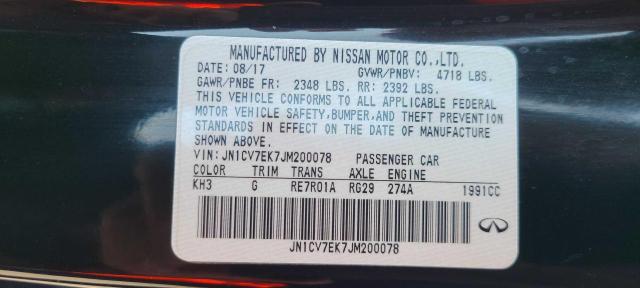 MANUFACTURED BY NISSAN MOTOR CO.,LTD.
DATE: 08/17 GVWR/PNBV: 4718 LBS.
GAWR/PNBE FR: 2348 LBS. RR: 2392 LBS.
THIS VEHICLE CONFORMS TO ALL APPLICABLE FEDERAL
MOTOR VEHICLE SAFETY,BUMPER,AND THEFT PREVENTION
STANDARDS IN EFFECT ON THE DATE OF MANUFACTURE
SHOWN ABOVE.
VIN: JN1CV7EK7JM200078 PASSENGER CAR
COLOR TRIM TRANS AXLE ENGINE
KH3 G RE7R01A RG29 274A 1991CC
JN1CV7EK7JM200078